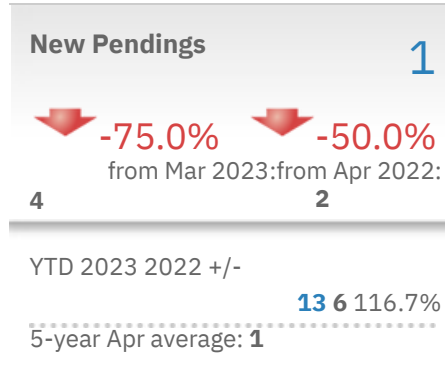 New Pendings 1
-75.0% -50.0%
from Mar 2023:from Apr 2022:
4 2
YTD 2023 2022 +/-
13 6 116.7%
5-year Apr average: 1